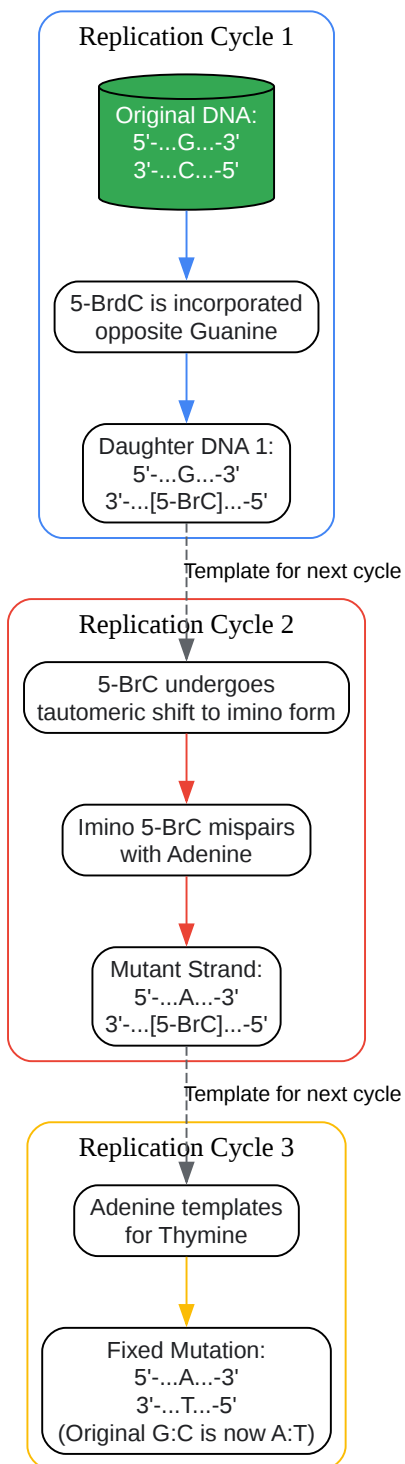 Replication Cycle 1
Original DNA:
5'-...G...-3'
3'-...C...-5'
5-BrdC is incorporated
opposite Guanine
Daughter DNA 1:
5'-...G...-3'
3'-...[5-BrC]...-5'
Template for next cycle
Replication Cycle 2
5-BrC undergoes
tautomeric shift to imino form
Imino 5-BrC mispairs
with Adenine
Mutant Strand:
5'-...A...-3'
3'-...[5-BrC]...-5'
Template for next cycle
Replication Cycle 3
Adenine templates
for Thymine
Fixed Mutation:
5'-...A...-3'
3'-...T...-5'
(Original G:C is now A:T)